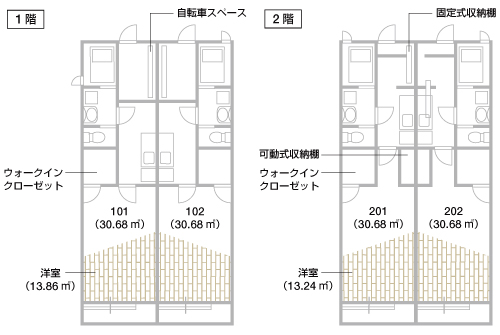 1 階
自転車スペース
ウォークイン
クローゼット
101
(30.68 ㎡)
102
(30.68 ㎡)
洋室
(13.86 ㎡)
2 階
固定式収納棚
可動式収納棚
ウォークイン
クローゼット
201
(30.68 ㎡)
202
(30.68 ㎡)
洋室
(13.24 ㎡)